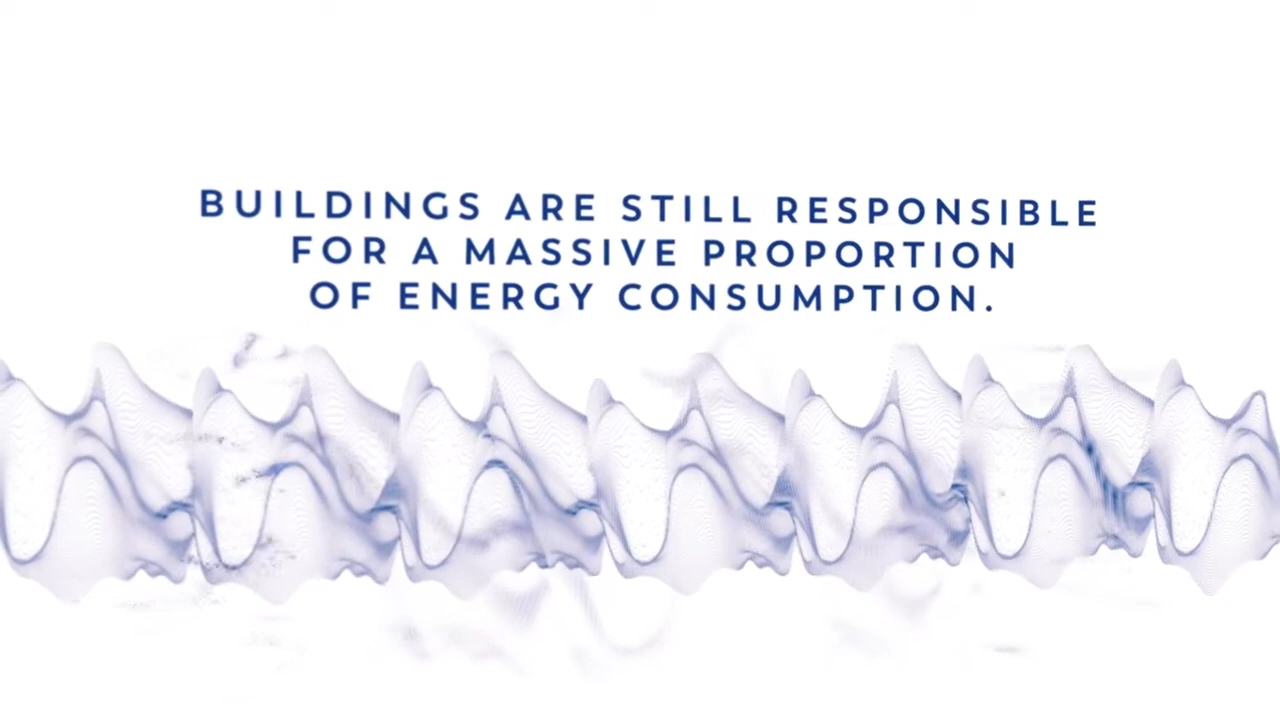 BUILDINGS ARE STILL RESPONSIBLE
FOR A MASSIVE PROPORTION
OF ENERGY CONSUMPTION.